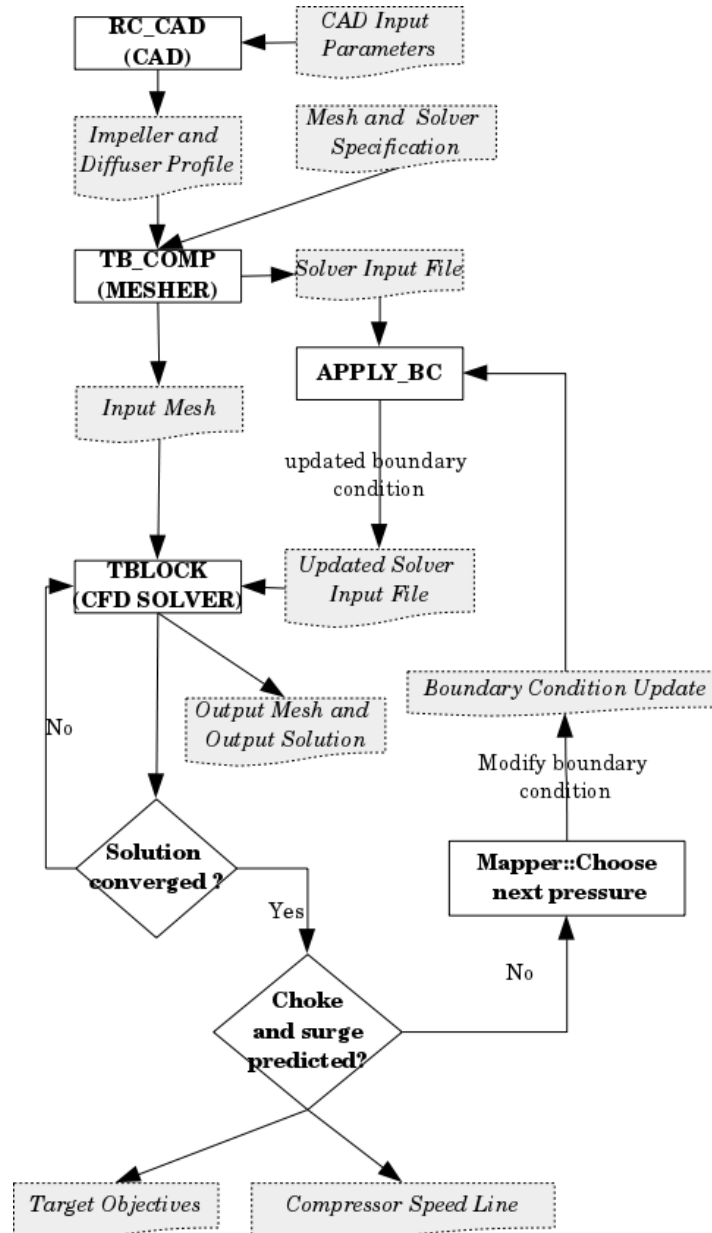 RC_CAD
(CAD)
CAD Input
Parameters
Impeller and
Diffuser Profile
Mesh and Solver
Specification
TB_COMP
(MESHER)
Solver Input File
APPLY_BC
Input Mesh
updated boundary
condition
TBLOCK
(CFD SOLVER)
Updated Solver
Input File
Output Mesh and
Output Solution
Boundary Condition Update
No
Modify boundary
condition
Solution
converged ?
Mapper::Choose
next pressure
Yes
No
Choke
and surge
predicted?
Target Objectives
Compressor Speed Line